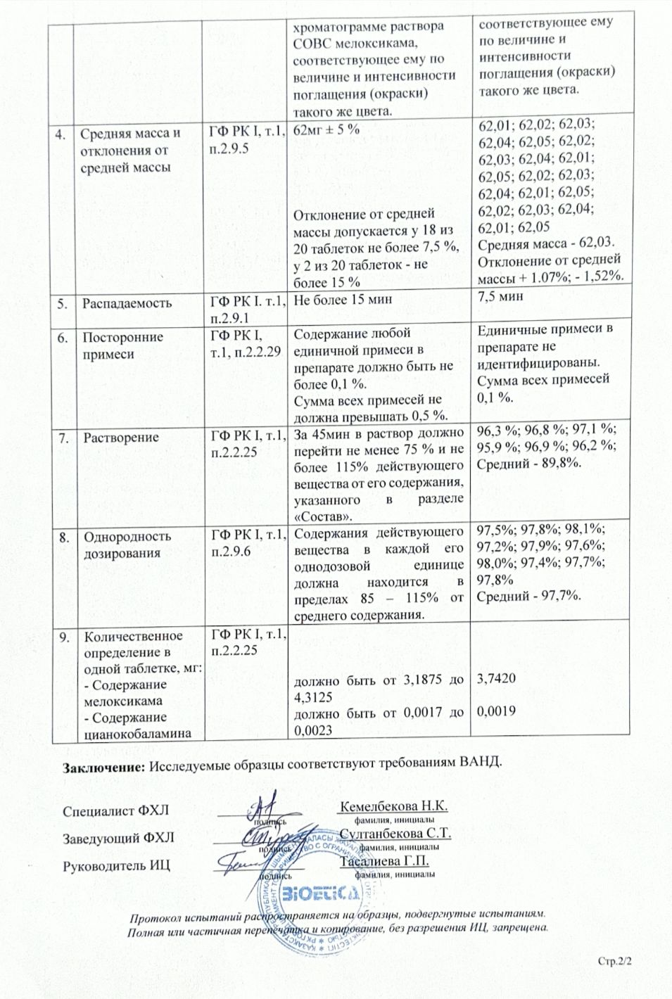 хроматограмме раствора
СОВС мелоксикама,
соответствующее ему по
величине и интенсивности
поглащения (окраски)
такого же цвета.
соответствующее ему
по величине и
интенсивности
поглащения (окраски)
такого же цвета.
4.
Средняя масса и
отклонения от
средней массы
ГФ РК I, т.1,
п.2.9.5
62мг ± 5 %
Отклонение от средней
массы допускается у 18 из
20 таблеток не более 7,5 %,
у 2 из 20 таблеток - не
более 15 %
62,01; 62,02; 62,03;
62,04; 62,05; 62,02;
62,03; 62,04; 62,01;
62,05; 62,02; 62,03;
62,04; 62,01; 62,05;
62,02; 62,03; 62,04;
62,01; 62,05
Средняя масса - 62,03.
Отклонение от средней
массы + 1.07%; - 1,52%.
5.
Распадаемость
ГФ РК I. т.1,
п.2.9.1
Не более 15 мин
7,5 мин
6.
Посторонние
примеси
ГФ РК I,
т.1, п.2.2.29
Содержание любой
единичной примеси в
препарате должно быть не
более 0,1 %.
Сумма всех примесей не
должна превышать 0,5 %.
Единичные примеси в
препарате не
идентифицированы.
Сумма всех примесей
0,1 %.
7.
Растворение
ГФ РК I, т.1,
п.2.2.25
За 45мин в раствор должно
перейти не менее 75 % и не
более 115% действующего
вещества от его содержания,
указанного в разделе
«Состав».
96,3 %; 96,8 %; 97,1 %;
95,9 %; 96,9 %; 96,2 %;
Средний - 89,8%.
8.
Однородность
дозирования
ГФ РК I, т.1,
п.2.9.6
Содержания действующего
вещества в каждой его
однодозовой единице
должна находится в
пределах 85 – 115% от
среднего содержания.
97,5%; 97,8%; 98,1%;
97,2%; 97,9%; 97,6%;
98,0%; 97,4%; 97,7%;
97,8%
Средний - 97,7%.
9.
Количественное
определение в
одной таблетке, мг:
- Содержание
мелоксикама
- Содержание
цианокобаламина
ГФ РК I, т.1,
п.2.2.25
должно быть от 3,1875 до
4,3125
должно быть от 0,0017 до
0,0023
3,7420
0,0019
Заключение: Исследуемые образцы соответствуют требованиям ВАНД.
Специалист ФХЛ
подпись
Кемелбекова Н.К.
фамилия, инициалы
Заведующий ФХЛ
подпись
Султанбекова С.Т.
фамилия, инициалы
Руководитель ИЦ
подпись
Тасалиева Г.П.
фамилия, инициалы
BIOETICA
Протокол испытаний распространяется на образцы, подвергнутые испытаниям.
Полная или частичная перепечатка и копирование, без разрешения ИЦ, запрещена.
Стр.2/2